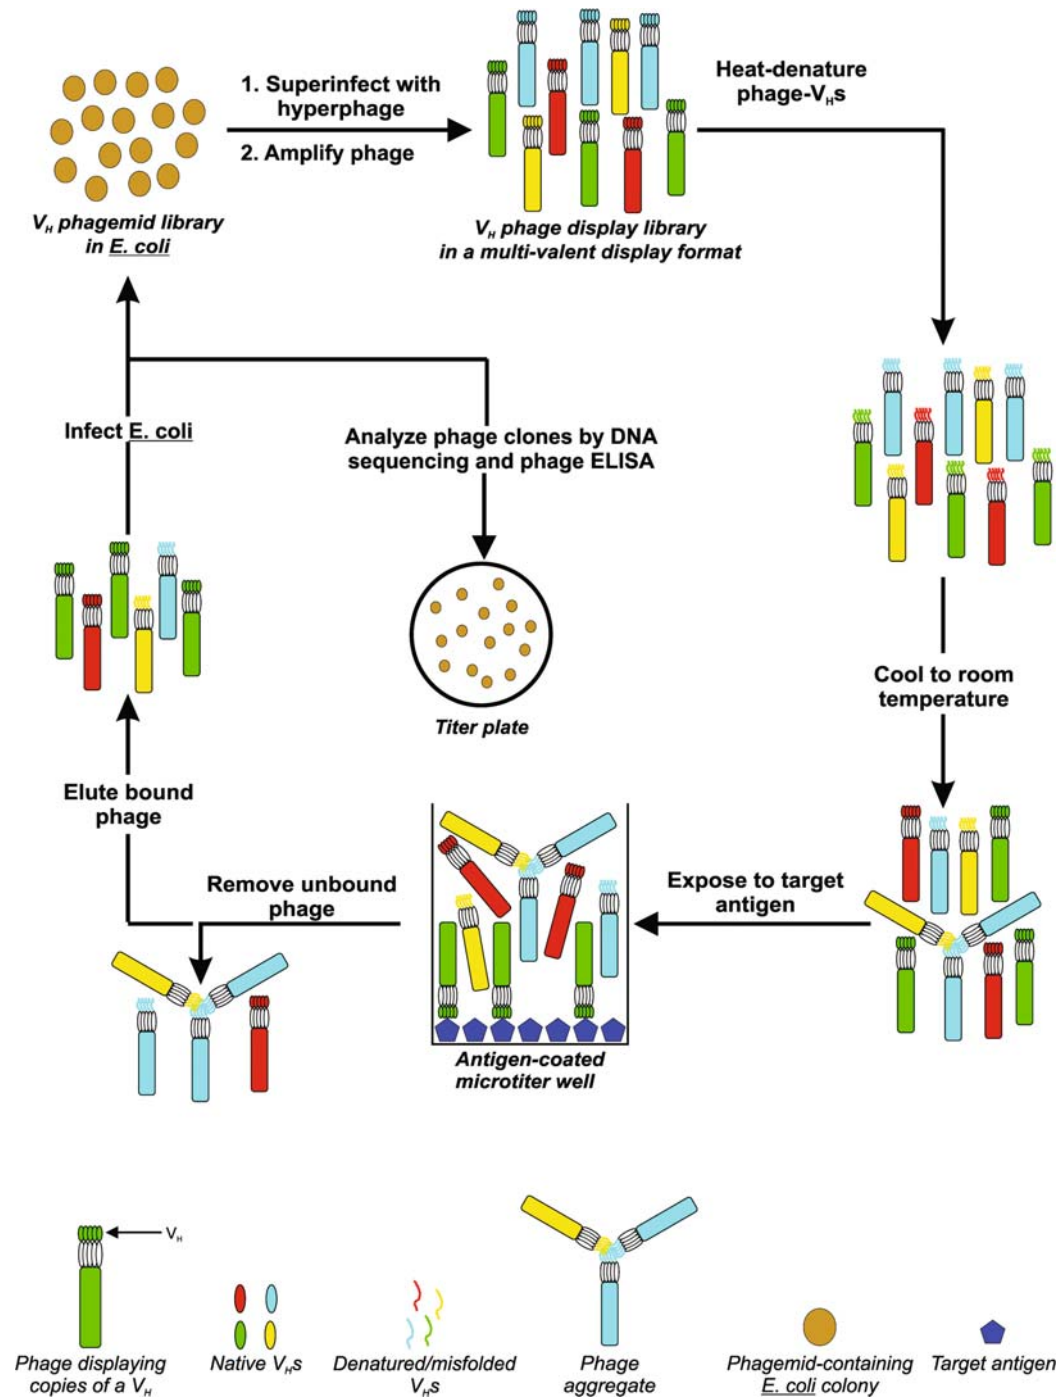 1. Superinfect with
hyperphage
2. Amplify phage
Heat-denature
phage-VHs
VH phagemid library
in E. coli
VH phage display library
in a multi-valent display format
Infect E. coli
Analyze phage clones by DNA
sequencing and phage ELISA
Titer plate
Cool to room
temperature
Elute bound
phage
Remove unbound
phage
Expose to target
antigen
Antigen-coated
microtiter well
VH
Phage displaying
copies of a VH
Native VHs
Denatured/misfolded
VHs
Phage
aggregate
Phagemid-containing
E. coli colony
Target antigen